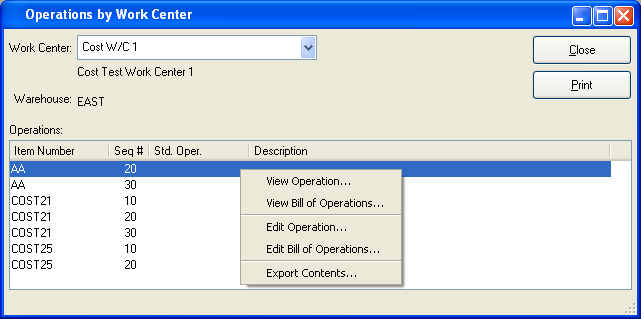 Operations by Work Center
Work Center: Cost W/C 1
Close
Cost Test Work Center 1
Print
Warehouse: EAST
Operations:
Item Number Seq # Std. Oper. Description
AA 20
AA 30
COST21 10
COST21 20
COST21 30
COST25 10
COST25 20
View Operation...
View Bill of Operations...
Edit Operation...
Edit Bill of Operations...
Export Contents...